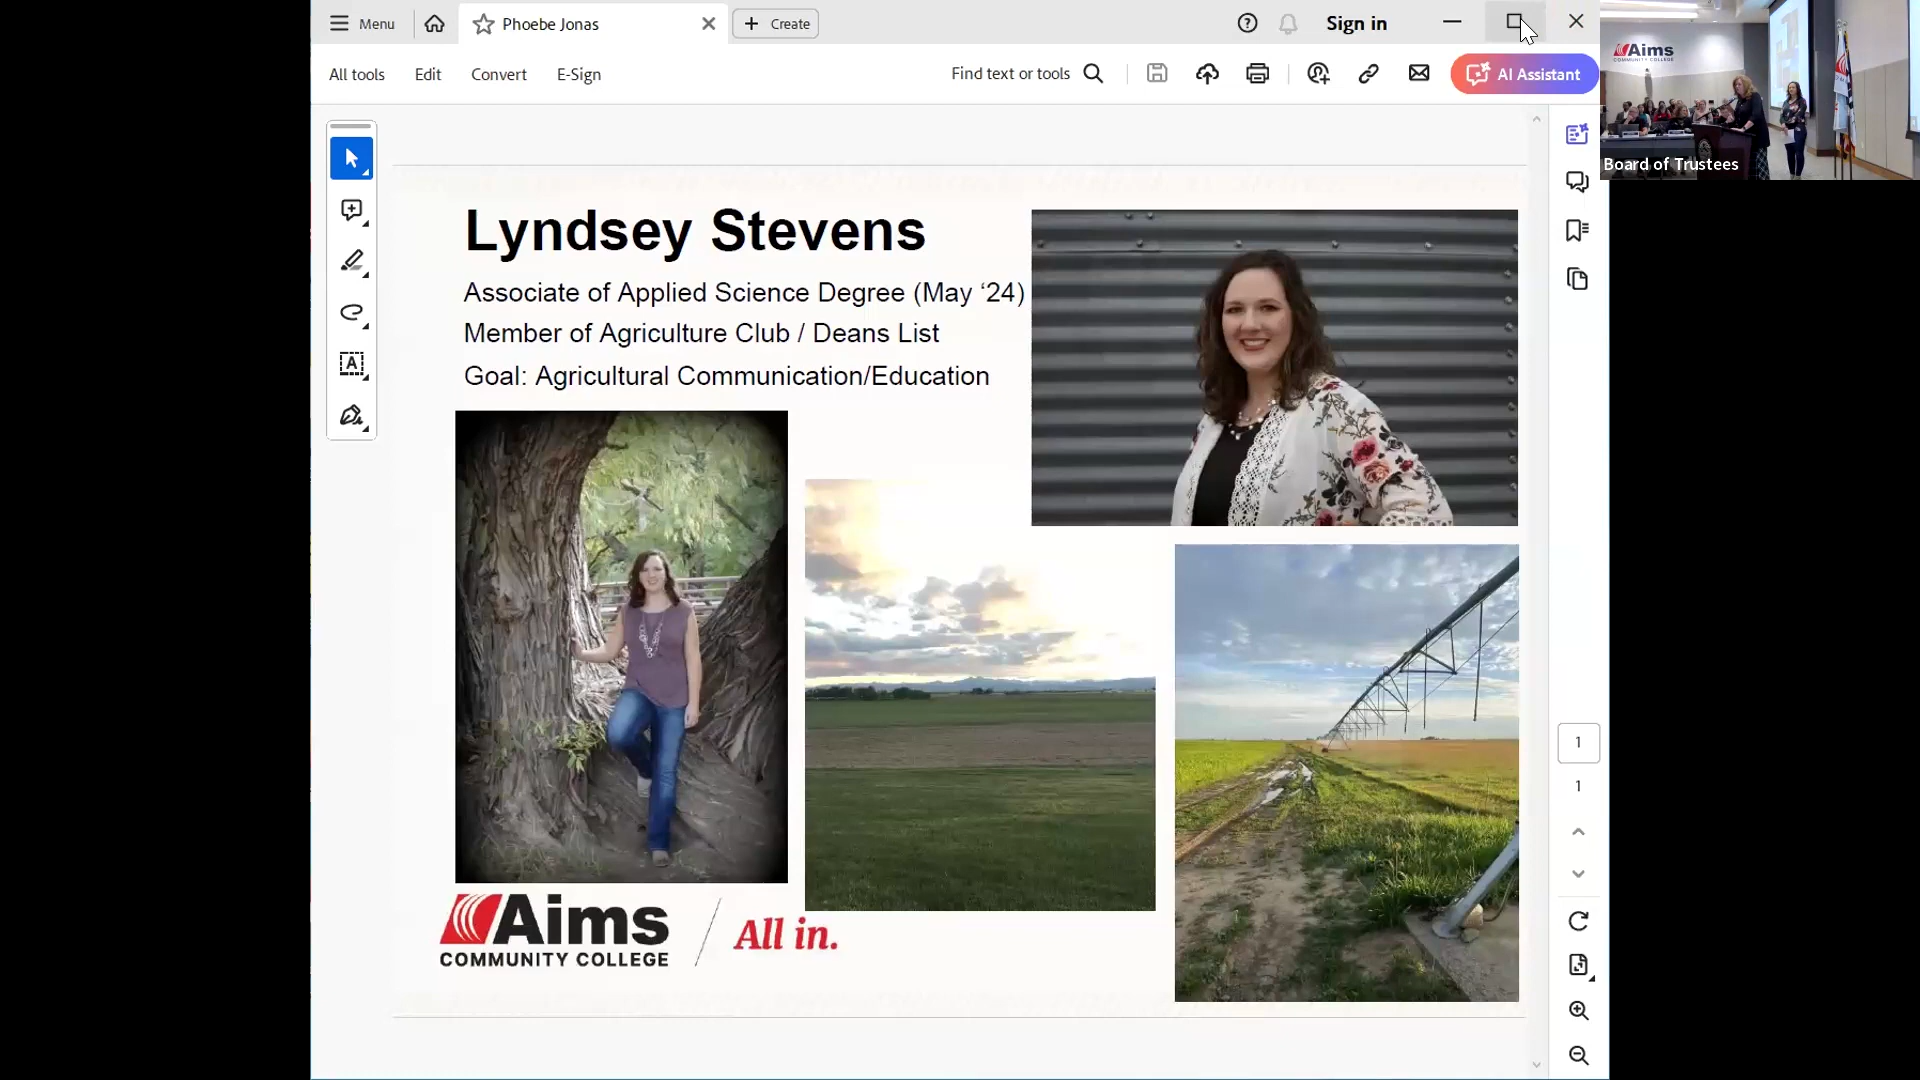 Menu
Phoebe Jonas
Create
Sign in
All tools
Edit
Convert
E-Sign
Find text or tools
AI Assistant
Aims
COMMUNITY COLLEGE
Board of Trustees
Lyndsey Stevens
Associate of Applied Science Degree (May ‘24)
Member of Agriculture Club / Deans List
Goal: Agricultural Communication/Education
Aims
COMMUNITY COLLEGE
All in.
1
1